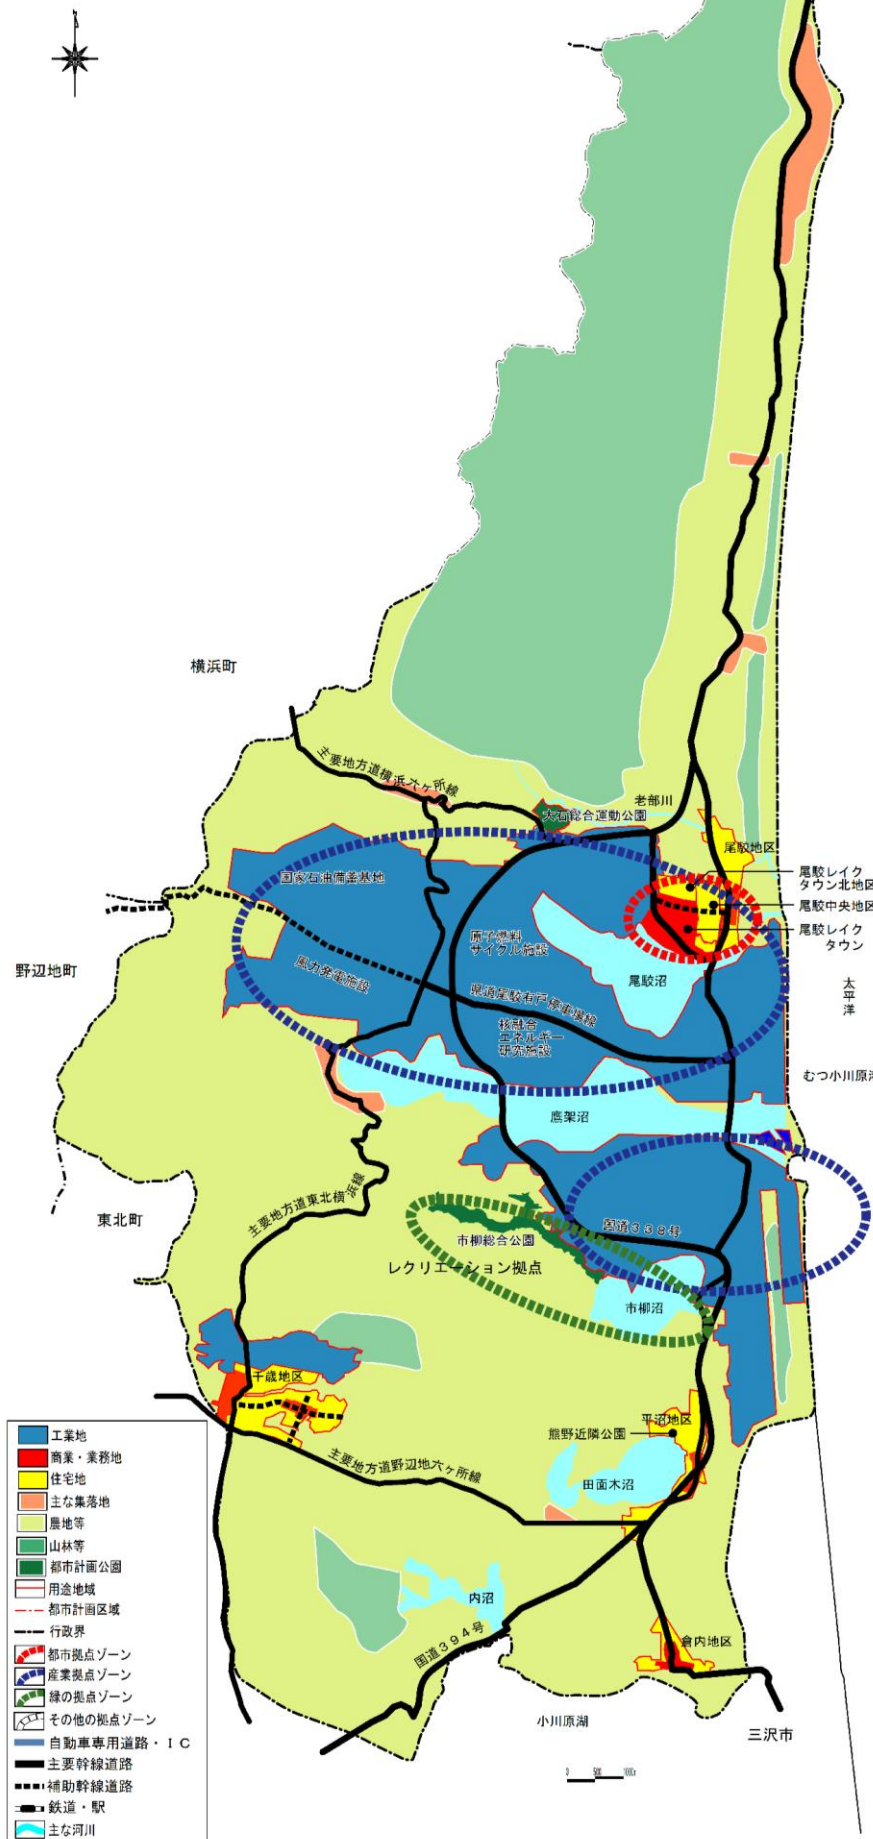 横浜町
主要地方道横浜六ヶ所線
老部川
大石総合運動公園
尾駮地区
国家石油備蓄基地
尾駮レイク
タウン北地区
尾駮中央地区
尾駮レイク
タウン
原子燃料
サイクル施設
風力発電施設
野辺地町
尾駮沼
県道尾駮有戸停車場線
太平洋
核融合
エネルギー
研究施設
むつ小川原港
鷹架沼
東北町
主要地方道東北横浜線
国道338号
市柳総合公園
レクリエーション拠点
市柳沼
千歳地区
平沼地区
熊野近隣公園
主要地方道野辺地六ヶ所線
田面木沼
内沼
国道394号
倉内地区
小川原湖
三沢市
0 500 1000m
工業地
商業・業務地
住宅地
主な集落地
農地等
山林等
都市計画公園
用途地域
都市計画区域
行政界
都市拠点ゾーン
産業拠点ゾーン
緑の拠点ゾーン
その他の拠点ゾーン
自動車専用道路・IC
主要幹線道路
補助幹線道路
鉄道・駅
主な河川